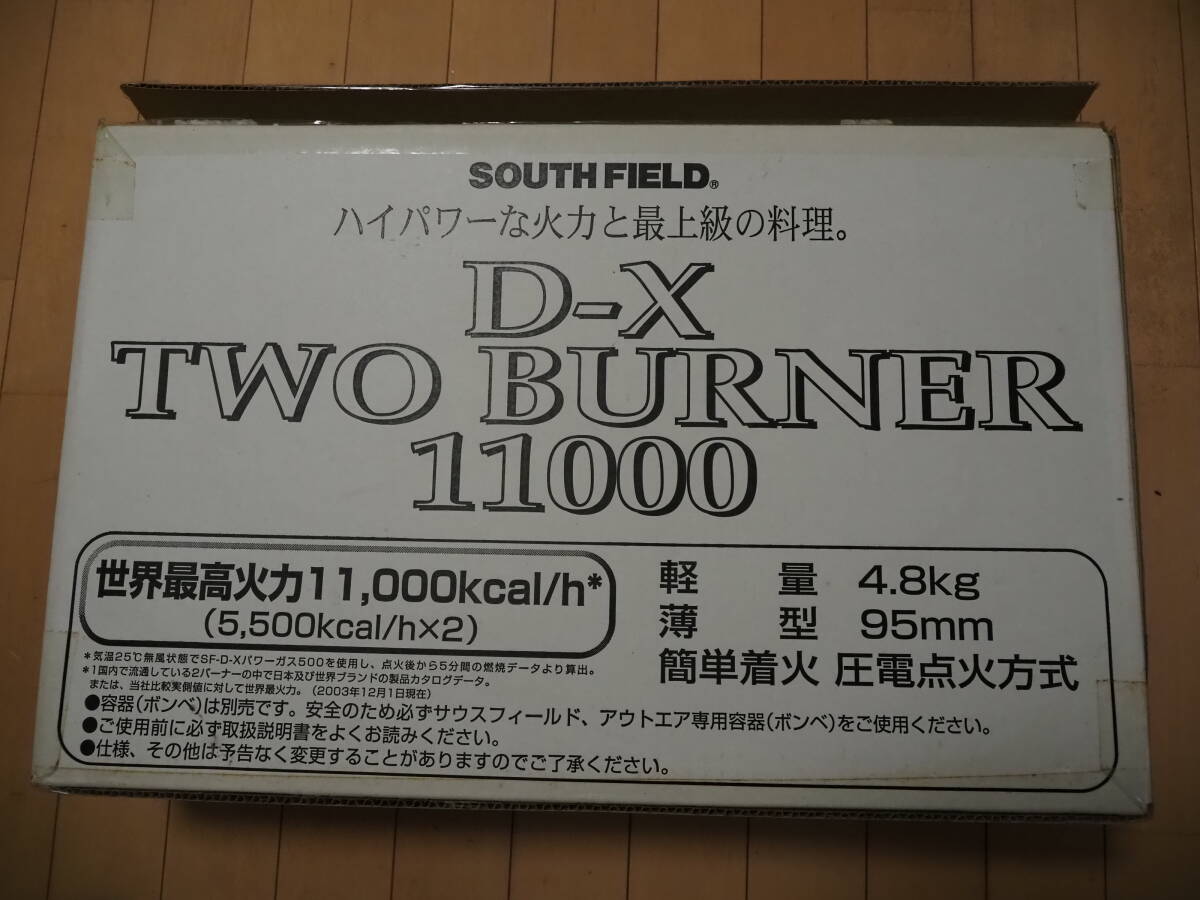 SOUTH FIELD®
ハイパワーな火力と最上級の料理。
D-X
TWO BURNER
11000
世界最高火力11,000kcal/h*
(5,500kcal/h×2)
軽 量 4.8kg
薄 型 95mm
簡単着火 圧電点火方式
*気温25℃無風状態でSF-D-Xパワーガス500を使用し、点火後から5分間の燃焼データより算出。
*1国内で流通している2バーナーの中で日本及び世界ブランドの製品カタログデータ。
または、当社比較実側値に対して世界最火力。(2003年12月1日現在)
●容器(ボンベ)は別売です。安全のため必ずサウスフィールド、アウトエア専用容器(ボンベ)をご使用ください。
●ご使用前に必ず取扱説明書をよくお読みください。
●仕様、その他は予告なく変更することがありますのでご了承ください。